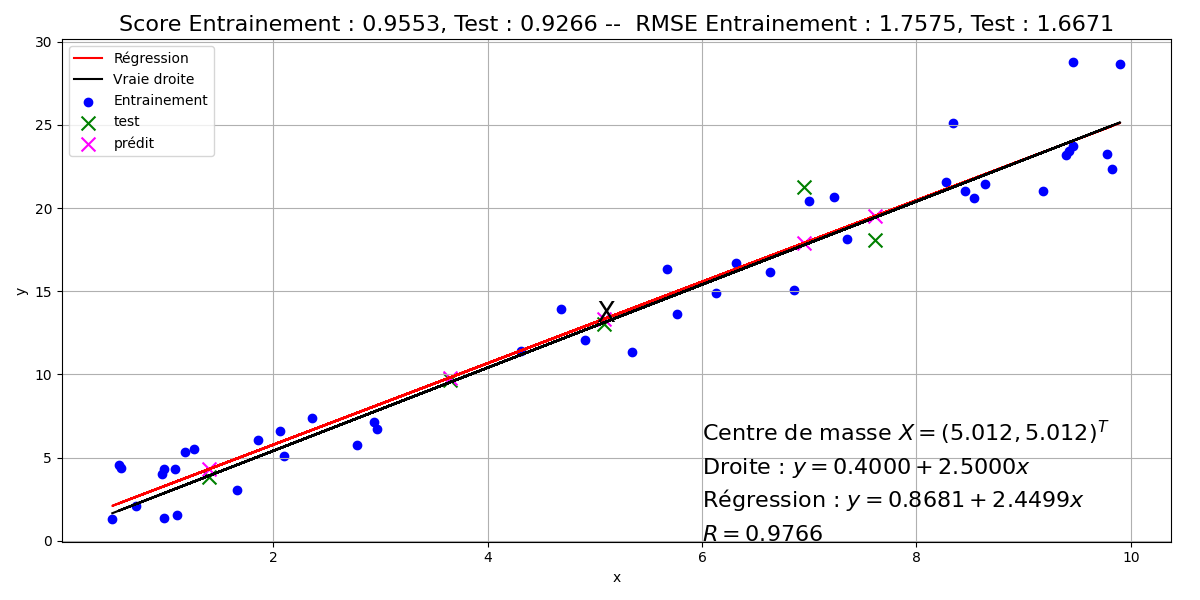 Score Entrainement : 0.9553, Test : 0.9266 --  RMSE Entrainement : 1.7575, Test : 1.6671
30
25
20
15
10
5
0
y
Régression
Vraie droite
Entrainement
test
prédit
X
Centre de masse X = (5.012, 5.012)^T
Droite : y = 0.4000 + 2.5000x
Régression : y = 0.8681 + 2.4499x
R = 0.9766
2 4 6 8 10
x